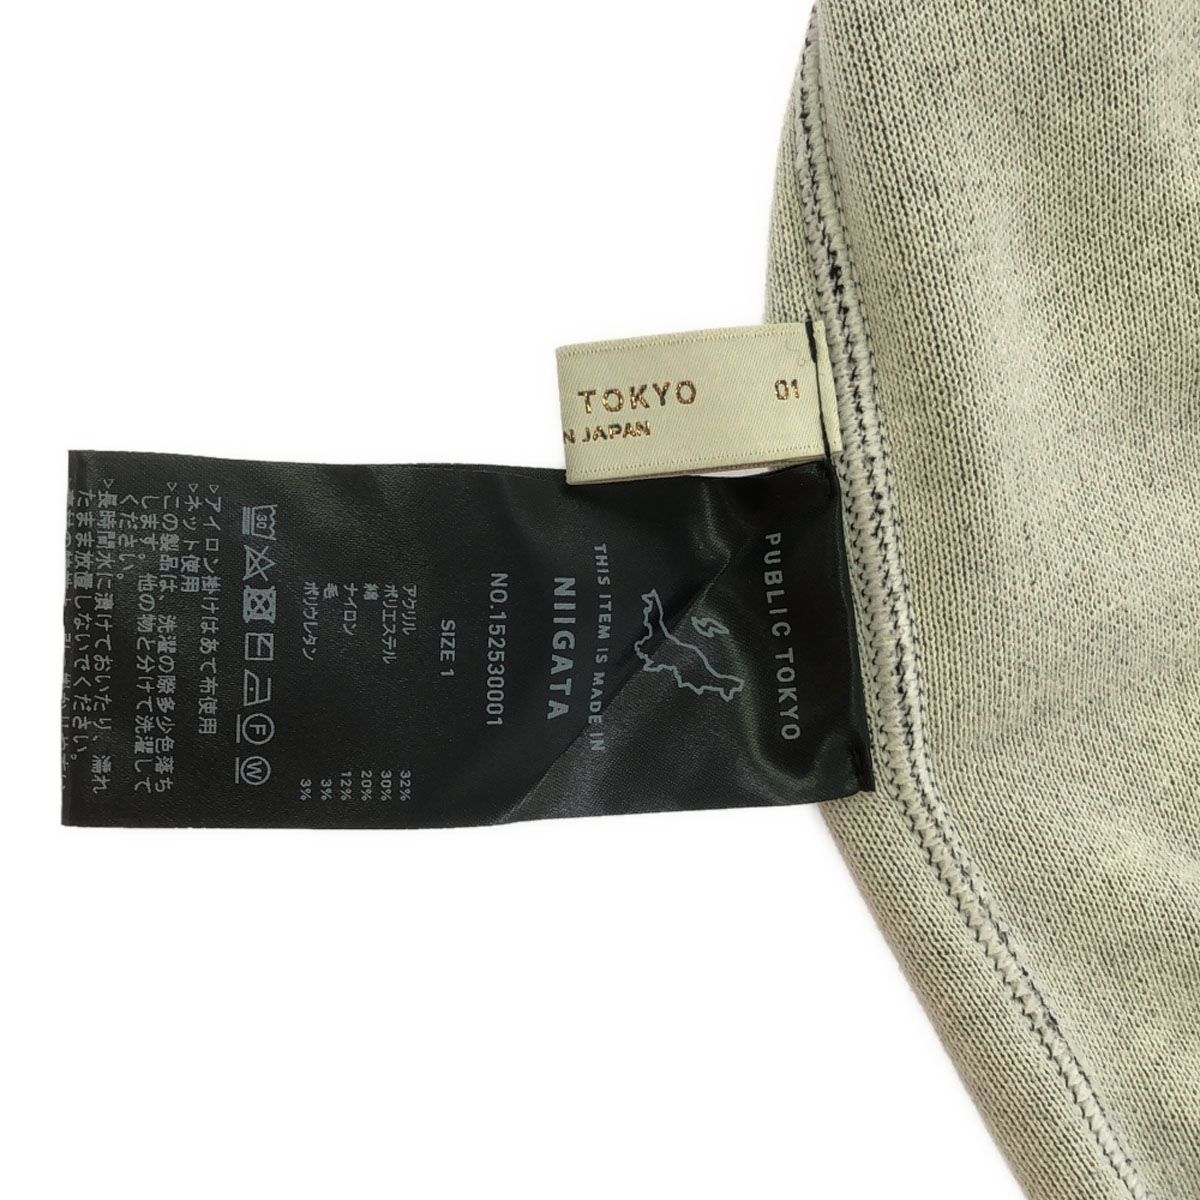 TOKYO 01
N JAPAN
PUBLIC TOKYO
THIS ITEM IS MADE IN
NIIGATA
NO.152530001
SIZE 1
アクリル 32%
ポリエステル 30%
綿 20%
ナイロン 12%
毛 3%
ポリウレタン 3%
30
F
W
▷アイロン掛けはあて布使用
▷ネット使用
▷この製品は、洗濯の際多少色落ち
します。他の物と分けて洗濯して
ください。
▷長時間水に漬けておいたり、濡れ
たまま放置しないでください。